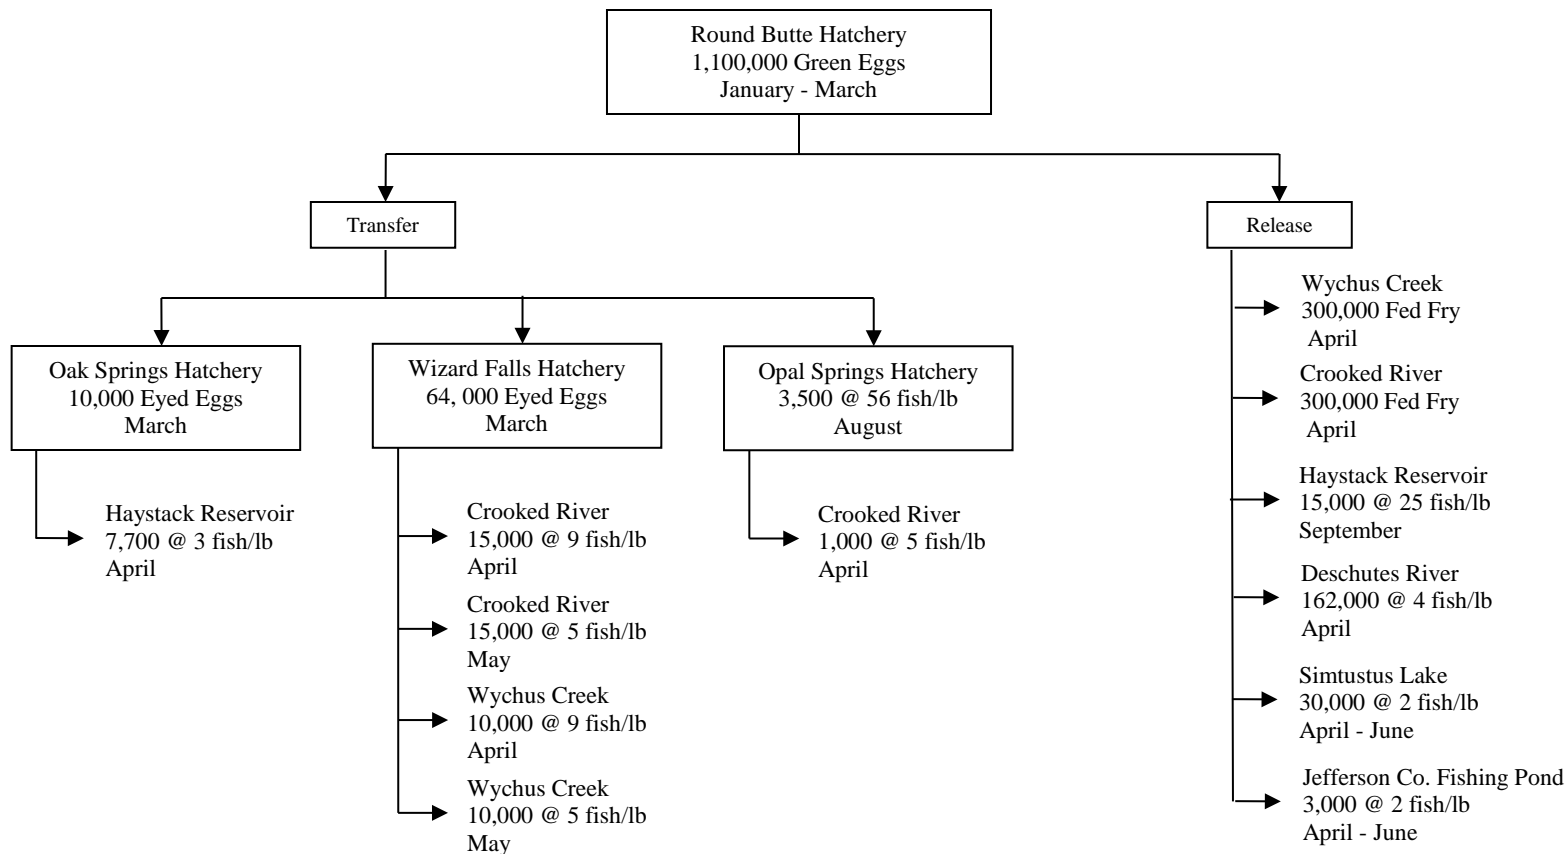 Round Butte Hatchery
1,100,000 Green Eggs
January - March
Transfer
Release
Oak Springs Hatchery
10,000 Eyed Eggs
March
Haystack Reservoir
7,700 @ 3 fish/lb
April
Wizard Falls Hatchery
64, 000 Eyed Eggs
March
Crooked River
15,000 @ 9 fish/lb
April
Crooked River
15,000 @ 5 fish/lb
May
Wychus Creek
10,000 @ 9 fish/lb
April
Wychus Creek
10,000 @ 5 fish/lb
May
Opal Springs Hatchery
3,500 @ 56 fish/lb
August
Crooked River
1,000 @ 5 fish/lb
April
Wychus Creek
300,000 Fed Fry
April
Crooked River
300,000 Fed Fry
April
Haystack Reservoir
15,000 @ 25 fish/lb
September
Deschutes River
162,000 @ 4 fish/lb
April
Simtustus Lake
30,000 @ 2 fish/lb
April - June
Jefferson Co. Fishing Pond
3,000 @ 2 fish/lb
April - June